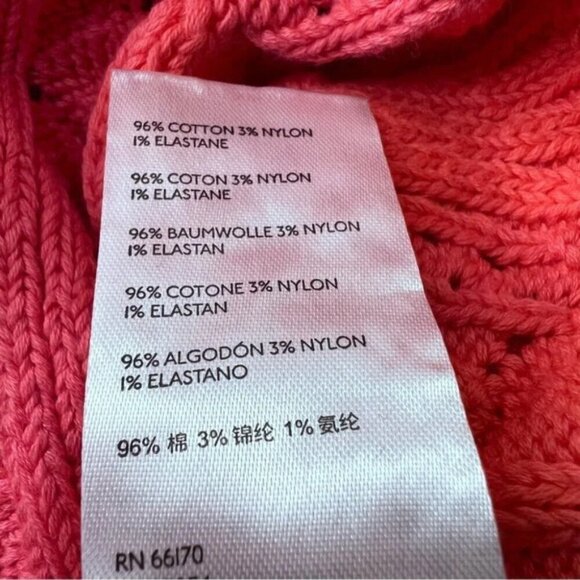 96% COTTON 3% NYLON
1% ELASTANE
96% COTON 3% NYLON
1% ELASTANE
96% BAUMWOLLE 3% NYLON
1% ELASTAN
96% COTONE 3% NYLON
1% ELASTAN
96% ALGODÓN 3% NYLON
1% ELASTANO
96% 棉 3% 锦纶 1% 氨纶
RN 66170